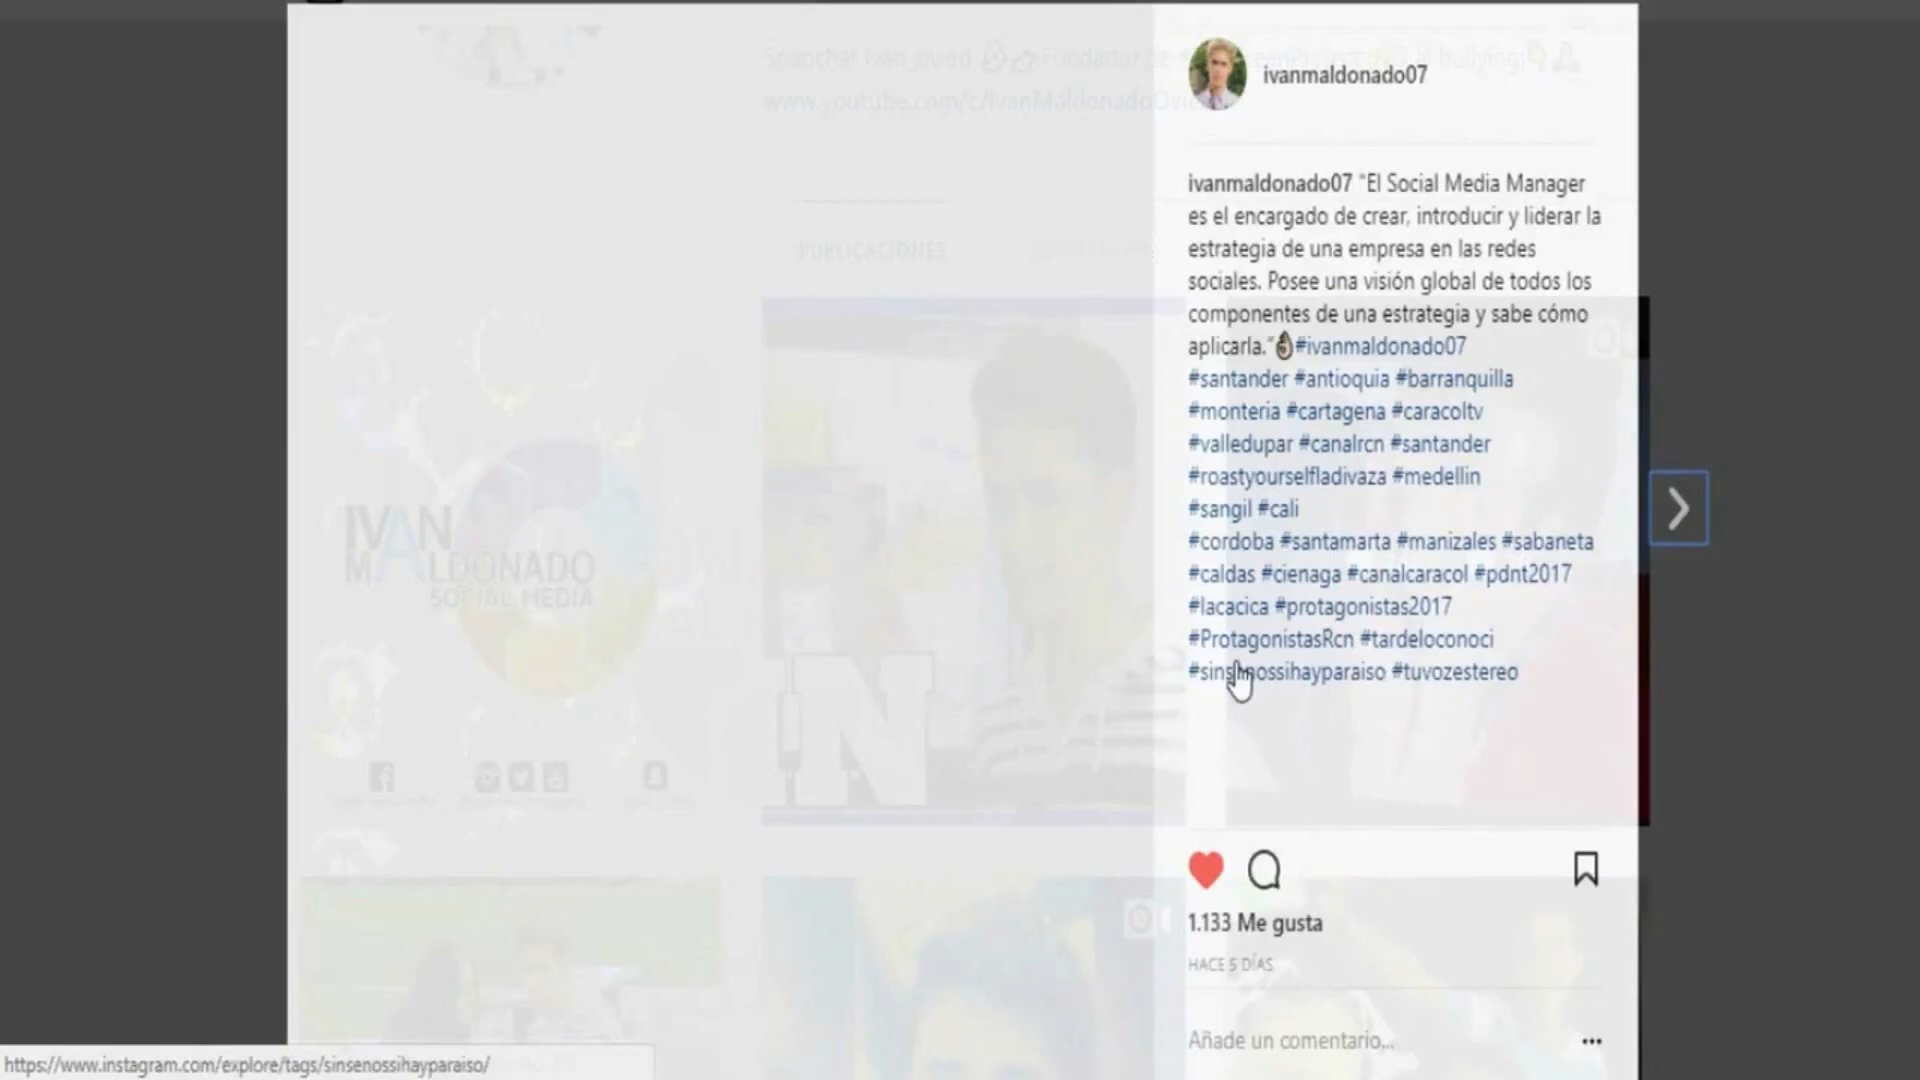 Snapchat Ivan_ovied
Fundador de
bullying
www.youtube.com/c/IvanMaldonadoOvie
ivanmaldonado07
PUBLICACIONES
ivanmaldonado07 "El Social Media Manager
es el encargado de crear, introducir y liderar la
estrategia de una empresa en las redes
sociales. Posee una visión global de todos los
componentes de una estrategia y sabe cómo
aplicarla."👌🏿#ivanmaldonado07
#santander #antioquia #barranquilla
#monteria #cartagena #caracoltv
#valledupar #canalrcn #santander
#roastyourselfladivaza #medellin
#sangil #cali
#cordoba #santamarta #manizales #sabaneta
#caldas #cienaga #canalcaracol #pdnt2017
#lacacica #protagonistas2017
#ProtagonistasRcn #tardeloconoci
#sinsenossihayparaiso #tuvozestereo
IVAN
MALDONADO
SOCIAL MEDIA
N
1.133 Me gusta
HACE 5 DÍAS
Añade un comentario...
https://www.instagram.com/explore/tags/sinsenossihayparaiso/